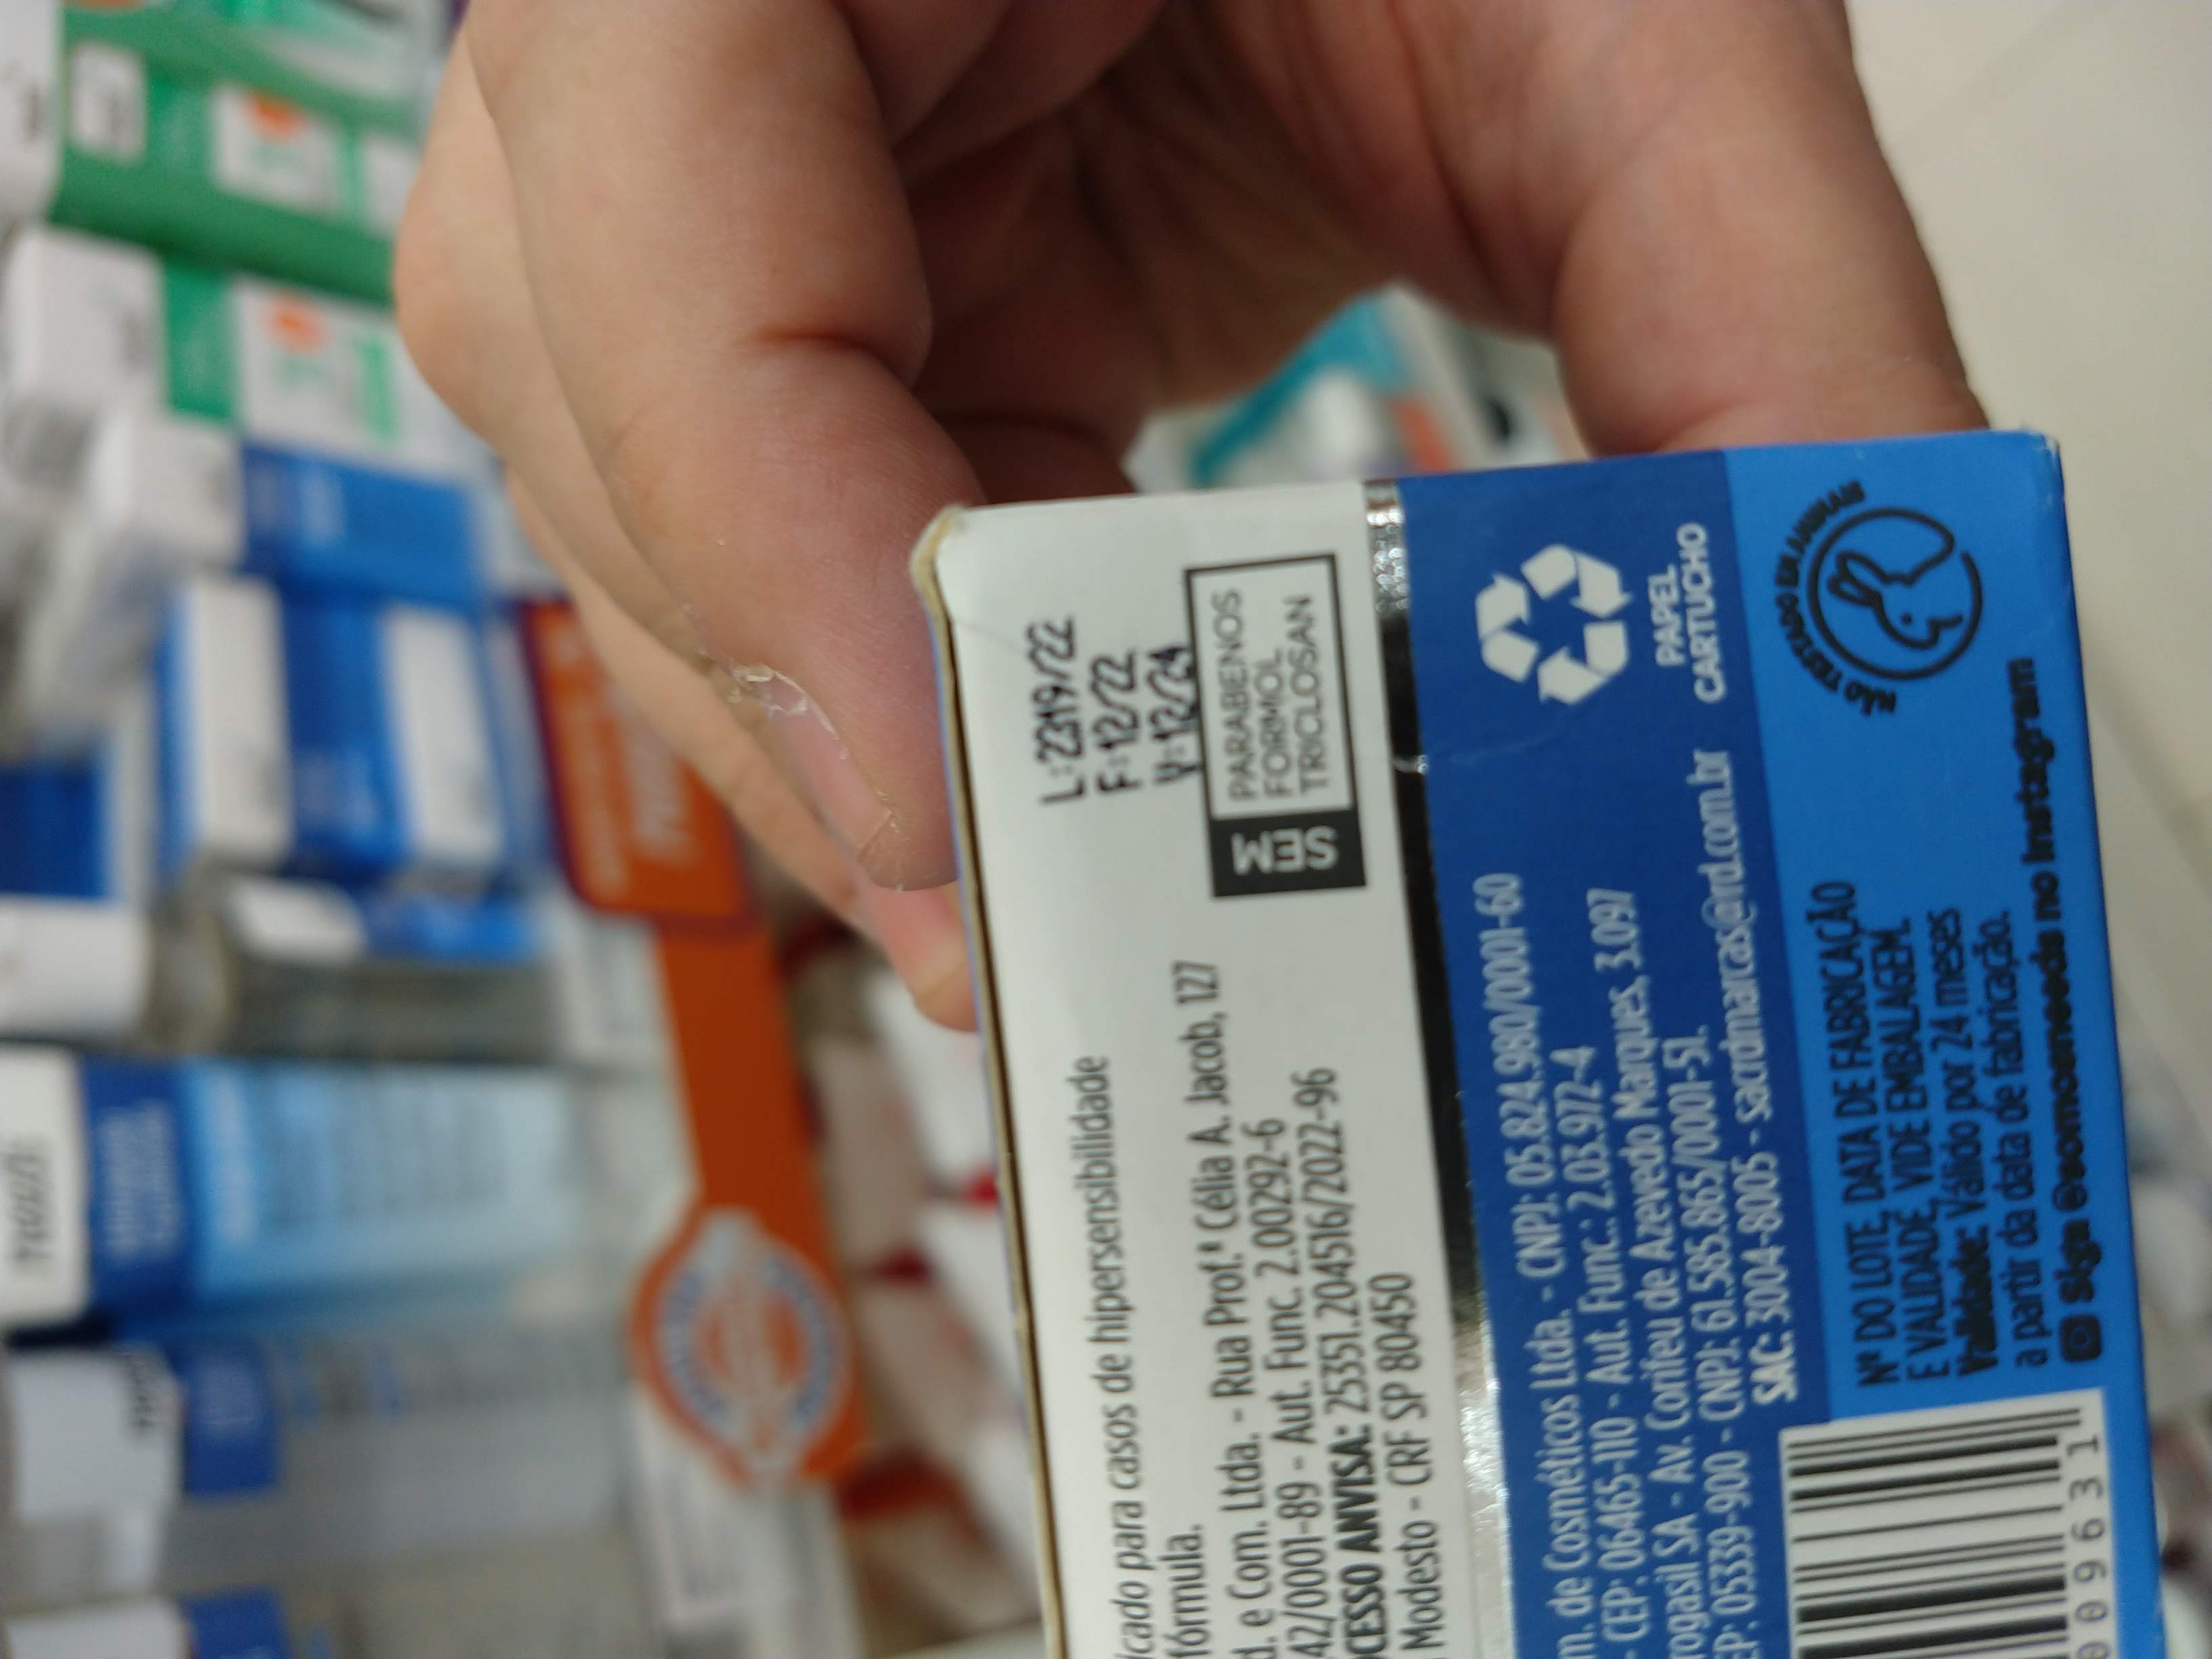 icado para casos de hipersensibilidade
fórmula.
d. e Com. Ltda. - Rua Prof.ª Célia A. Jacob, 127
42/0001-89 - Aut. Func. 2.00292-6
OCESSO ANVISA: 25351.204516/2022-96
Modesto - CRF SP 80450
L:2319/22
F:12/22
V:12/24
SEM
PARABENOS
FORMOL
TRICLOSAN
m. de Cosméticos Ltda. - CNPJ: 05.824.980/0001-60
- CEP: 06465-110 - Aut. Func.: 2.03.972-4
rogasil SA - Av. Corifeu de Azevedo Marques, 3.097
EP: 05339-900 - CNPJ: 61.585.865/0001-51.
SAC: 3004-8005 - sacrdmarcas@rd.com.br
PAPEL
CARTUCHO
Nº DO LOTE, DATA DE FABRICAÇÃO
E VALIDADE, VIDE EMBALAGEM.
Validade: Válido por 24 meses
a partir da data de fabricação.
Siga @somosneeds no Instagram
NÃO TESTADO EM ANIMAIS
009631